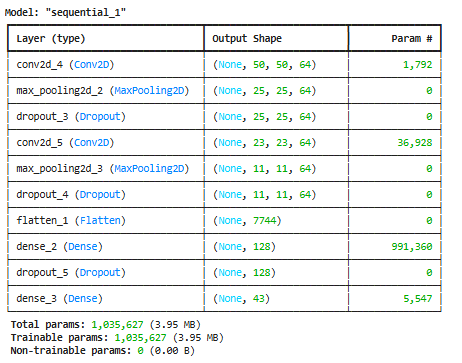 Model: "sequential_1"
Layer (type) Output Shape Param #
conv2d_4 (Conv2D) (None, 50, 50, 64) 1,792
max_pooling2d_2 (MaxPooling2D) (None, 25, 25, 64) 0
dropout_3 (Dropout) (None, 25, 25, 64) 0
conv2d_5 (Conv2D) (None, 23, 23, 64) 36,928
max_pooling2d_3 (MaxPooling2D) (None, 11, 11, 64) 0
dropout_4 (Dropout) (None, 11, 11, 64) 0
flatten_1 (Flatten) (None, 7744) 0
dense_2 (Dense) (None, 128) 991,360
dropout_5 (Dropout) (None, 128) 0
dense_3 (Dense) (None, 43) 5,547
Total params: 1,035,627 (3.95 MB)
Trainable params: 1,035,627 (3.95 MB)
Non-trainable params: 0 (0.00 B)